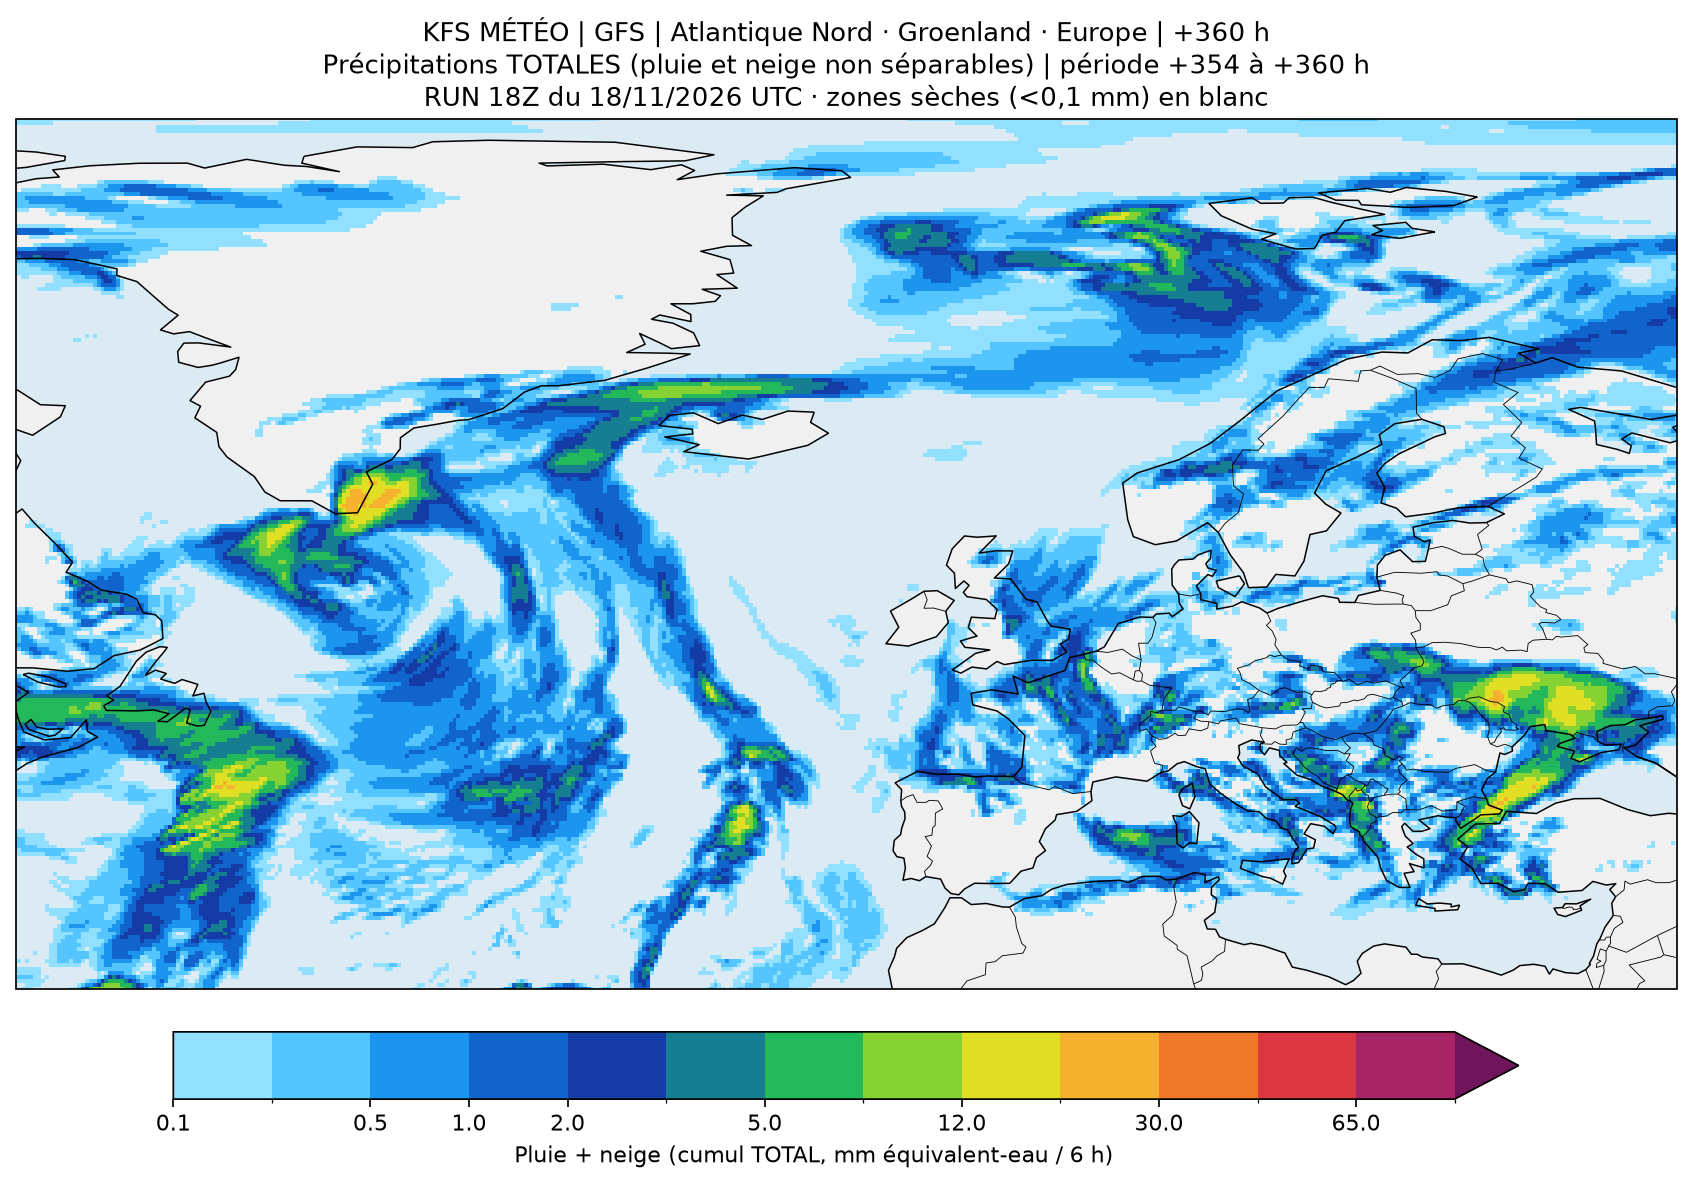 KFS MÉTÉO | GFS | Atlantique Nord · Groenland · Europe | +360 h
Précipitations TOTALES (pluie et neige non séparables) | période +354 à +360 h
RUN 18Z du 18/11/2026 UTC · zones sèches (<0,1 mm) en blanc
0.1 0.5 1.0 2.0 5.0 12.0 30.0 65.0
Pluie + neige (cumul TOTAL, mm équivalent-eau / 6 h)